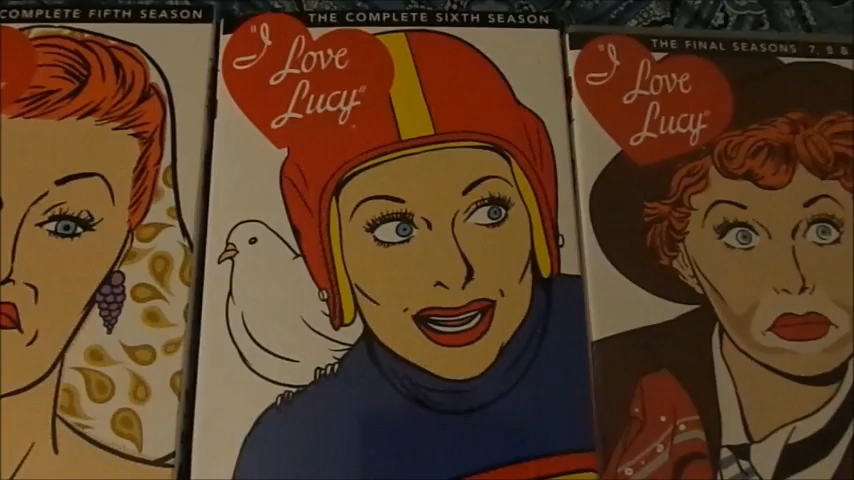 COMPLETE FIFTH SEASON
THE COMPLETE SIXTH SEASON
"I
Love
Lucy"
THE FINAL SEASONS 7, 8 &
"I
Love
Lucy"